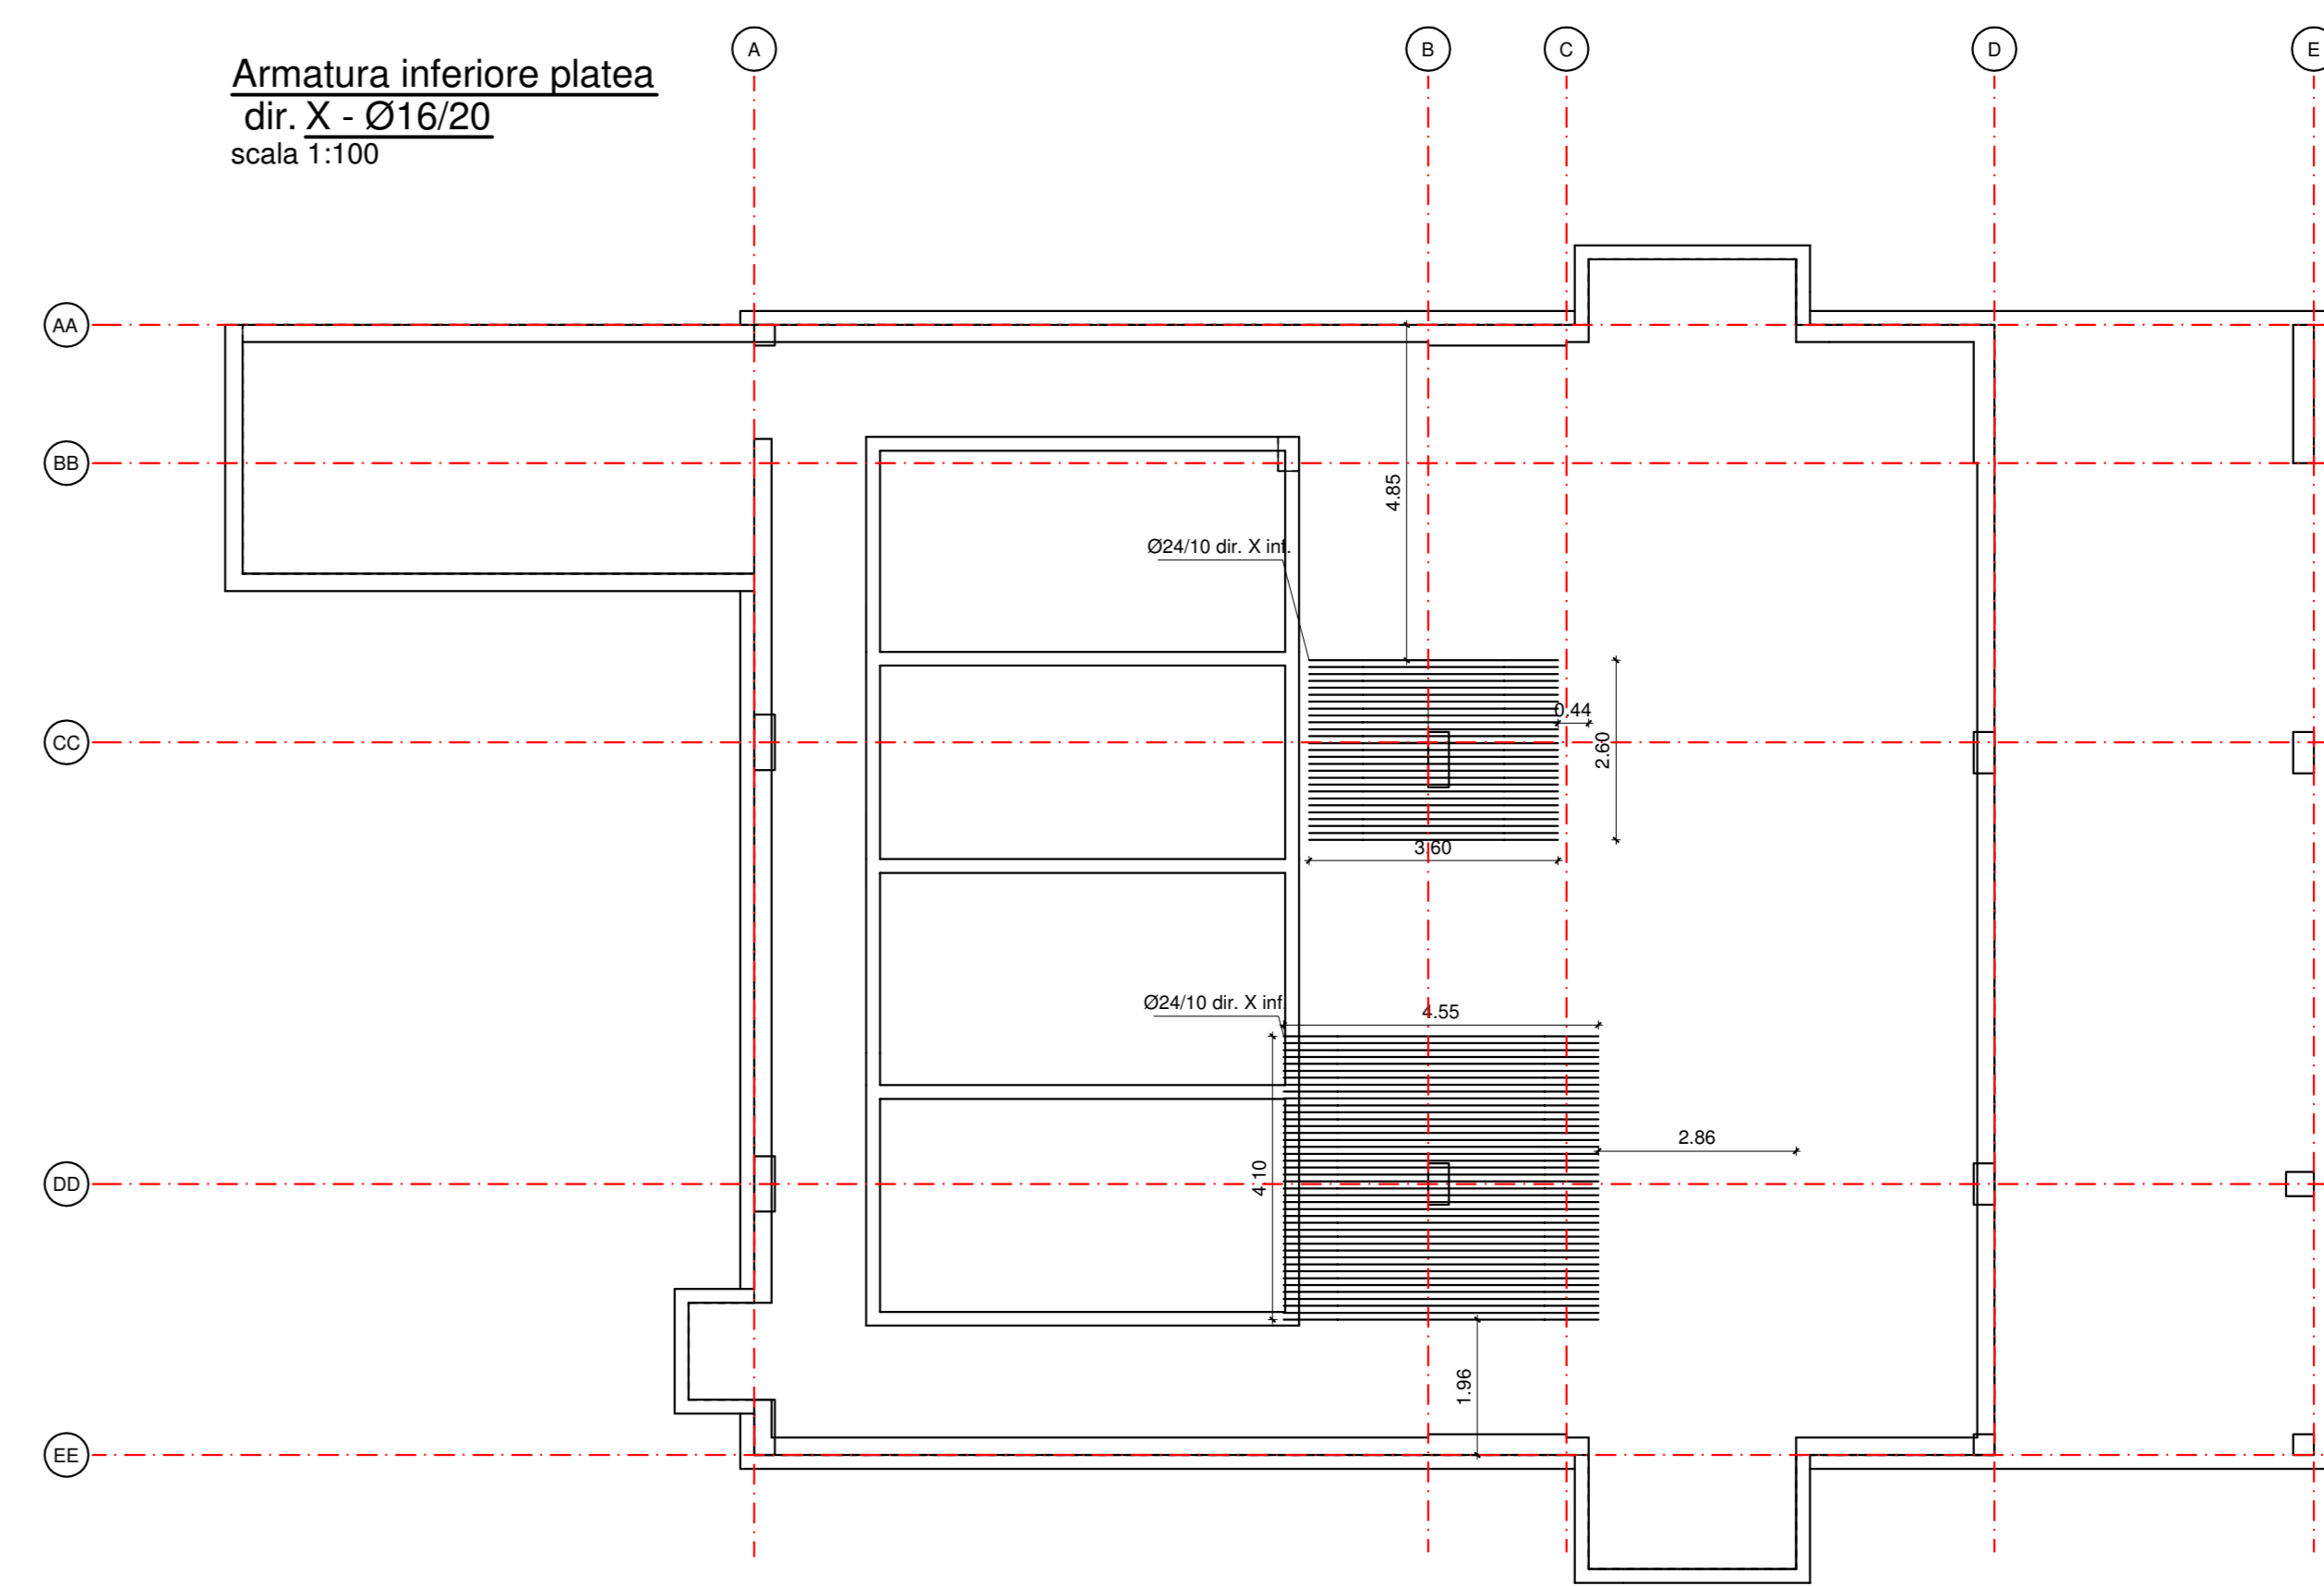 Armatura inferiore platea
dir. X - Ø16/20
scala 1:100
A
B
C
D
E
AA
BB
CC
DD
EE
4.85
Ø24/10 dir. X inf.
0.44
2.60
3.60
Ø24/10 dir. X inf.
4.55
4.10
2.86
1.96